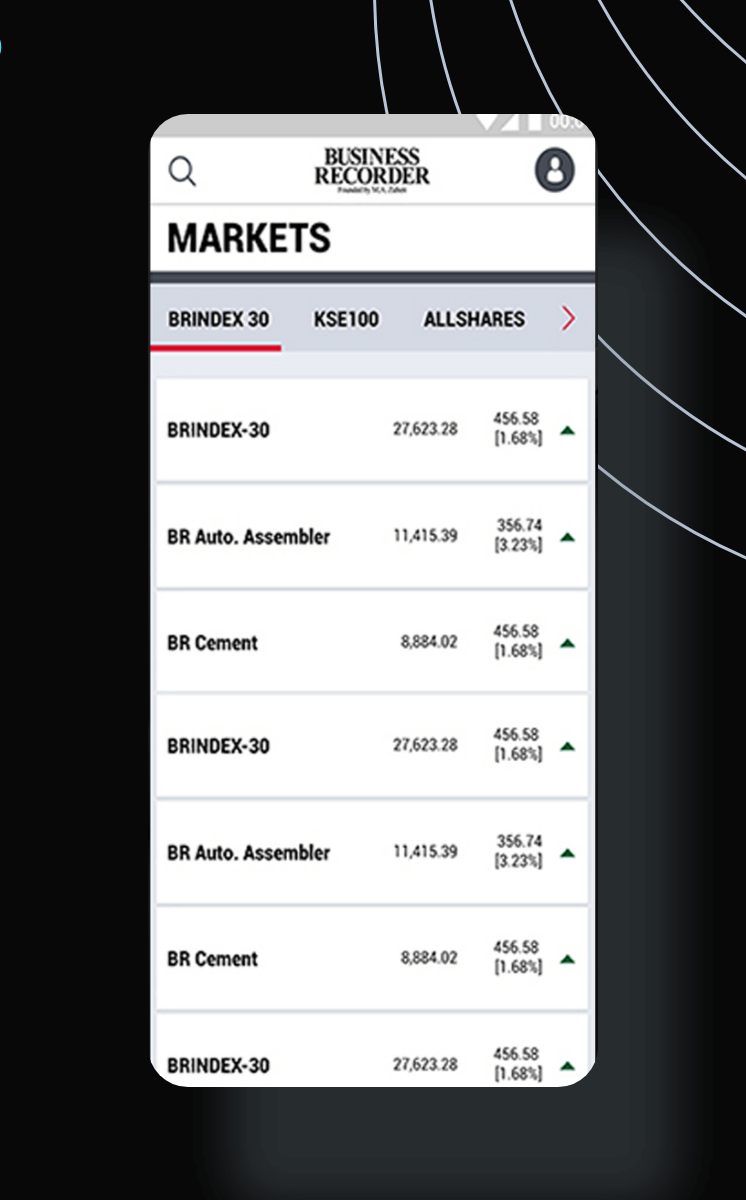 BUSINESS
RECORDER
Founded by M.A. Zuberi
MARKETS
BRINDEX 30 KSE100 ALLSHARES
BRINDEX-30 27,623.28 456.58
[1.68%]
BR Auto. Assembler 11,415.39 356.74
[3.23%]
BR Cement 8,884.02 456.58
[1.68%]
BRINDEX-30 27,623.28 456.58
[1.68%]
BR Auto. Assembler 11,415.39 356.74
[3.23%]
BR Cement 8,884.02 456.58
[1.68%]
BRINDEX-30 27,623.28 456.58
[1.68%]